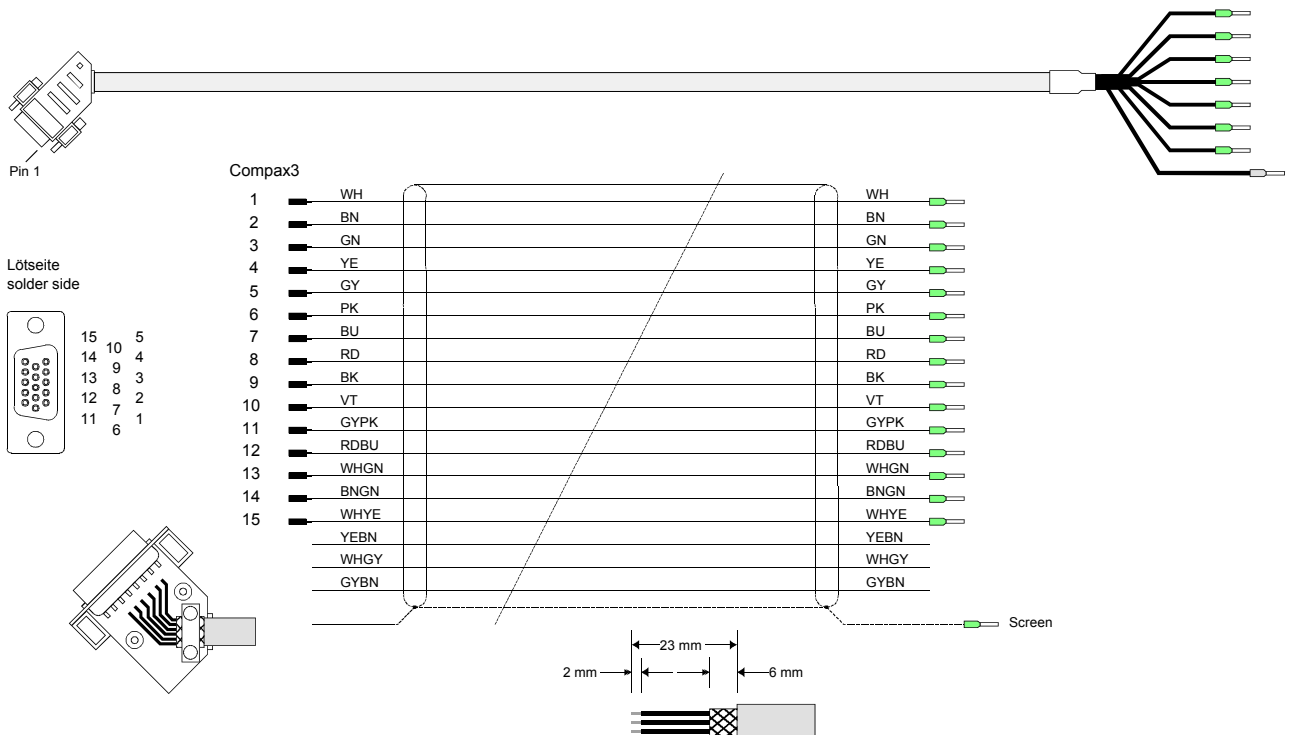 Pin 1
Compax3
1 WH WH
2 BN BN
3 GN GN
4 YE YE
5 GY GY
6 PK PK
7 BU BU
8 RD RD
9 BK BK
10 VT VT
11 GYPK GYPK
12 RDBU RDBU
13 WHGN WHGN
14 BNGN BNGN
15 WHYE WHYE
YEBN YEBN
WHGY WHGY
GYBN GYBN
Screen
Lötseite
solder side
15 5
10
14 4
9
13 3
8
12 2
7
11 1
6
23 mm
2 mm 6 mm